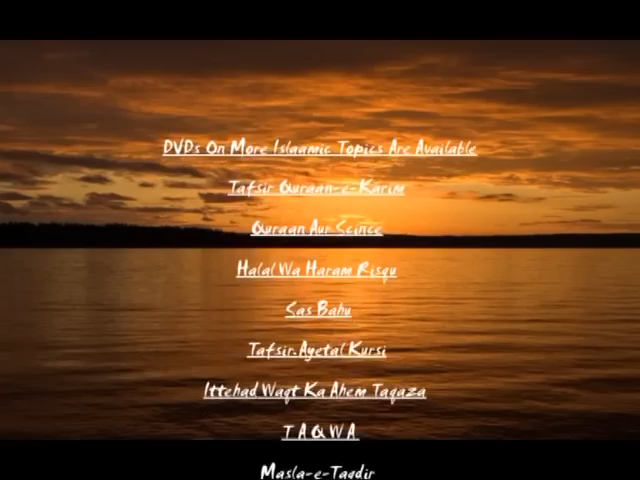 DVDs On More Islaamic Topics Are Available
Tafsir Quraan-e-Karim
Quraan Aur Scince
Halal Wa Haram Risqu
Sas Bahu
Tafsir.Ayetal Kursi
Ittehad Waqt Ka Ahem Taqaza
T A Q W A
Masla-e-Taqdir